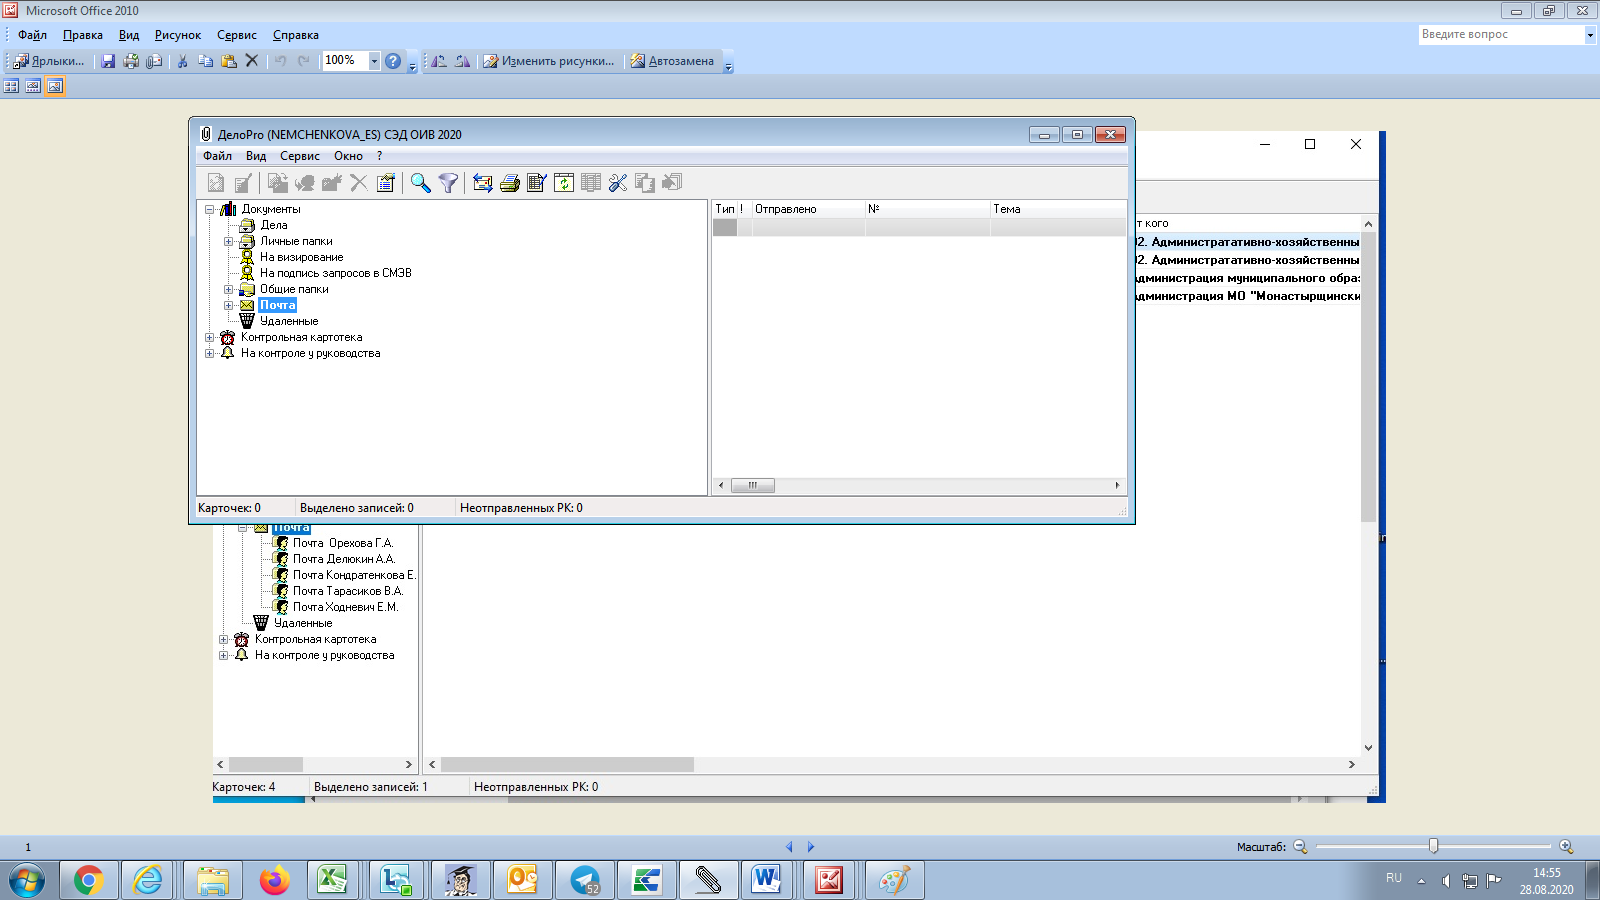 Microsoft Office 2010
Файл Правка Вид Рисунок Сервис Справка
Введите вопрос
Ярлыки... 100% Изменить рисунки... Автозамена
ДелоPro (NEMCHENKOVA_ES) СЭД ОИВ 2020
Файл Вид Сервис Окно ?
Документы
Дела
Личные папки
На визирование
На подпись запросов в СМЭВ
Общие папки
Почта
Удаленные
Контрольная картотека
На контроле у руководства
Тип ! Отправлено № Тема
Карточек: 0 Выделено записей: 0 Неотправленных РК: 0
т кого
02. Администратативно-хозяйственны
02. Администратативно-хозяйственны
дминистрация муниципального обра
дминистрация МО "Монастырщински
Почта
Почта Орехова Г.А.
Почта Делюкин А.А.
Почта Кондратенкова Е.
Почта Тарасиков В.А.
Почта Ходневич Е.М.
Удаленные
Контрольная картотека
На контроле у руководства
Карточек: 4 Выделено записей: 1 Неотправленных РК: 0
1 Масштаб:
52
RU
14:55
28.08.2020